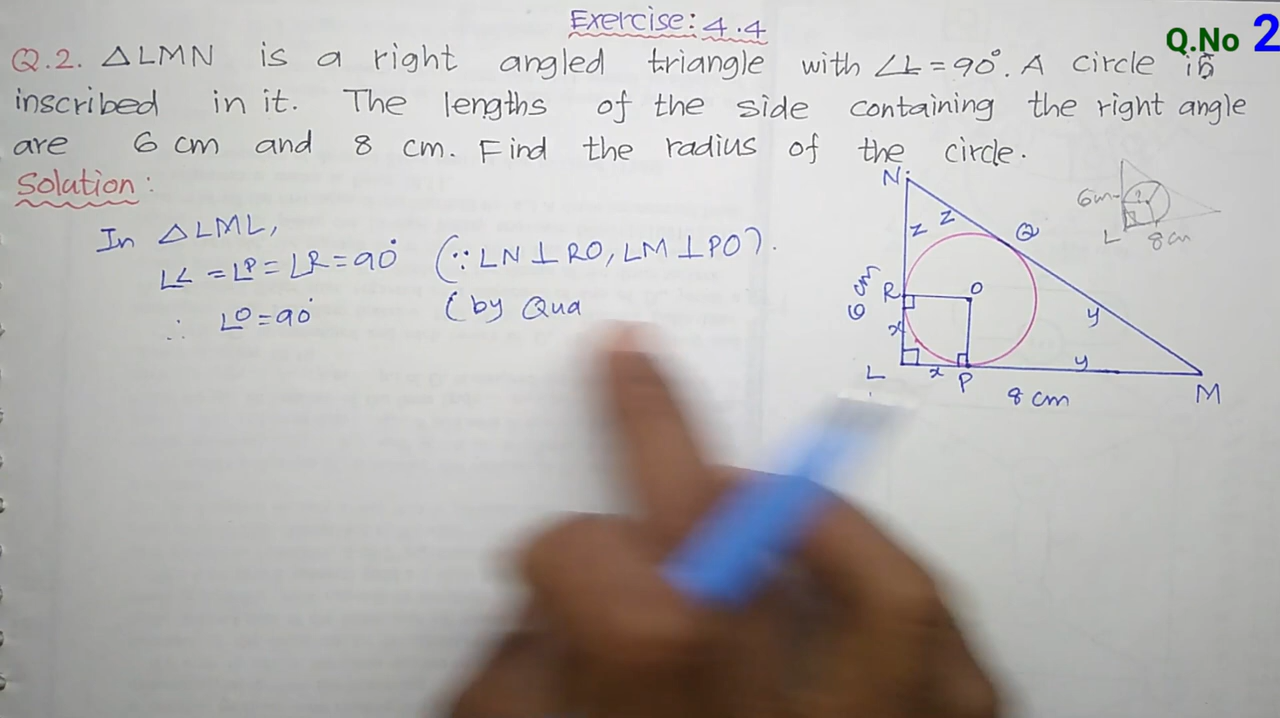 Exercise: 4.4
Q.No 2
Q.2. △LMN is a right angled triangle with ∠L = 90°. A circle is
inscribed in it. The lengths of the side containing the right angle
are 6 cm and 8 cm. Find the radius of the circle.
Solution:
In △LML,
∠L = ∠P = ∠R = 90° (∵ LN ⊥ RO, LM ⊥ PO).
∴ ∠O = 90° (by Qua
N
z z
Q
6 cm
R
O
x
y
L
x
P
y
8 cm
M
6cm
L
8cm